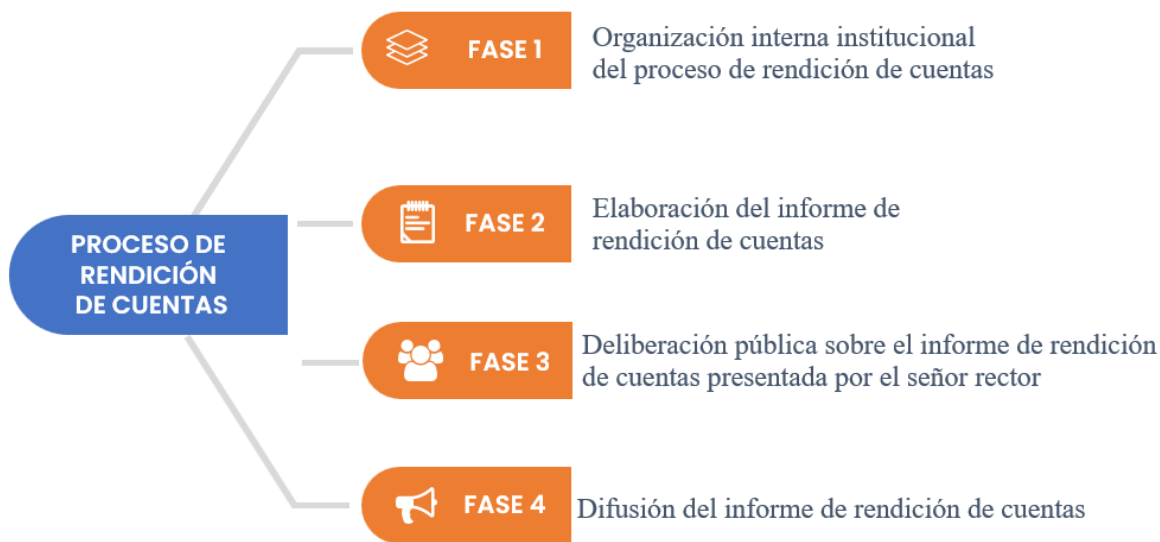 FASE 1
Organización interna institucional
del proceso de rendición de cuentas
PROCESO DE
RENDICIÓN
DE CUENTAS
FASE 2
Elaboración del informe de
rendición de cuentas
FASE 3
Deliberación pública sobre el informe de rendición
de cuentas presentada por el señor rector
FASE 4
Difusión del informe de rendición de cuentas